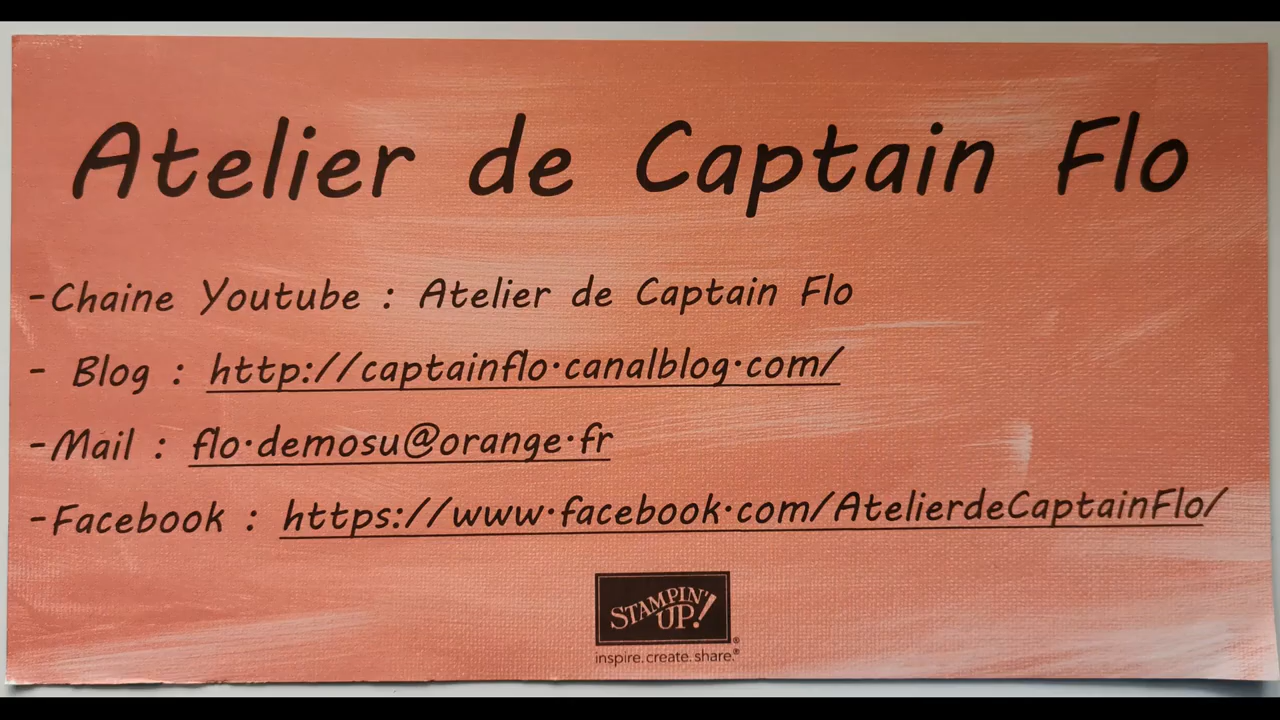 Atelier de Captain Flo
-Chaine Youtube : Atelier de Captain Flo
- Blog : http://captainflo.canalblog.com/
-Mail : flo.demosu@orange.fr
-Facebook : https://www.facebook.com/AtelierdeCaptainFlo/
STAMPIN'
UP!®
inspire.create.share.®